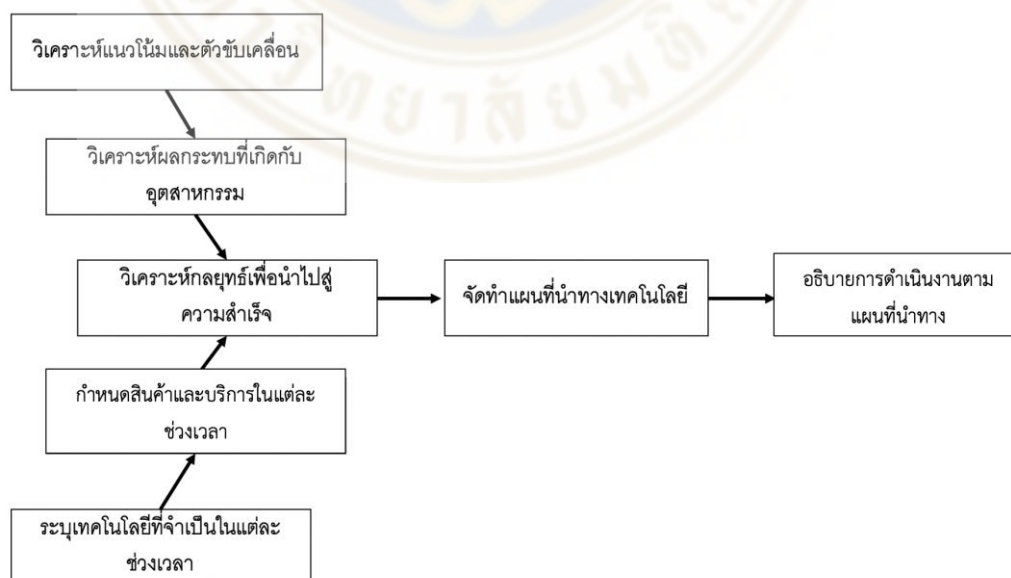 วิเคราะห์แนวโน้มและตัวขับเคลื่อน
วิเคราะห์ผลกระทบที่เกิดกับ
อุตสาหกรรม
วิเคราะห์กลยุทธ์เพื่อนำไปสู่
ความสำเร็จ
จัดทำแผนที่นำทางเทคโนโลยี
อธิบายการดำเนินงานตาม
แผนที่นำทาง
กำหนดสินค้าและบริการในแต่ละ
ช่วงเวลา
ระบุเทคโนโลยีที่จำเป็นในแต่ละ
ช่วงเวลา